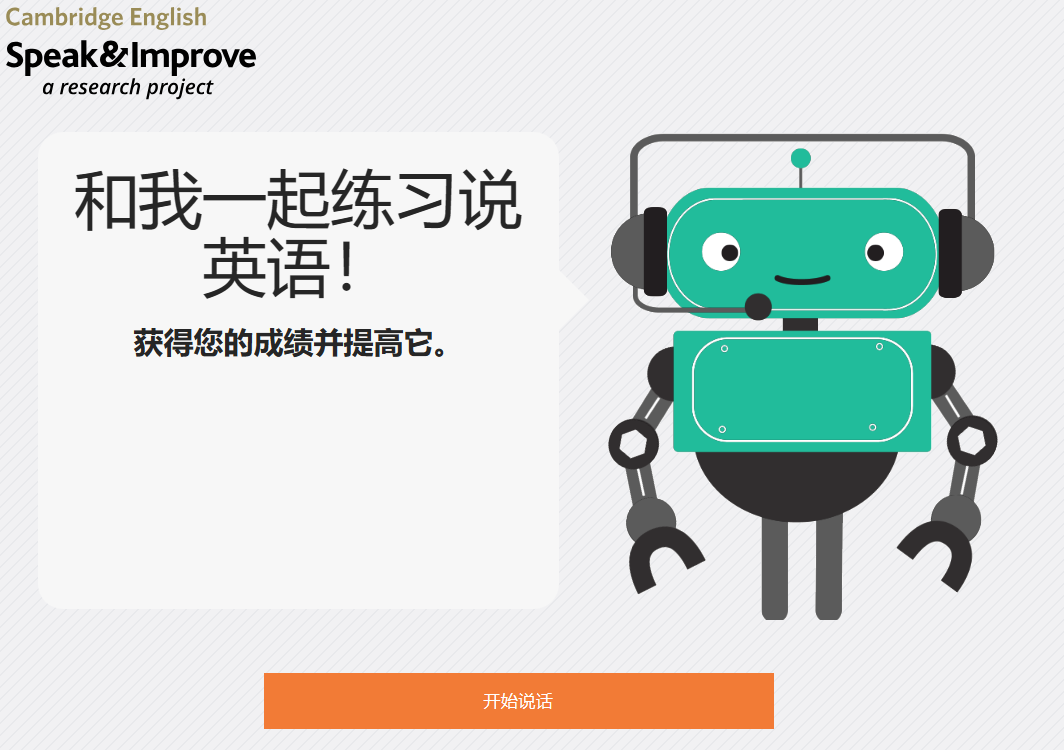 Cambridge English
Speak&Improve
a research project
和我一起练习说
英语！
获得您的成绩并提高它。
开始说话